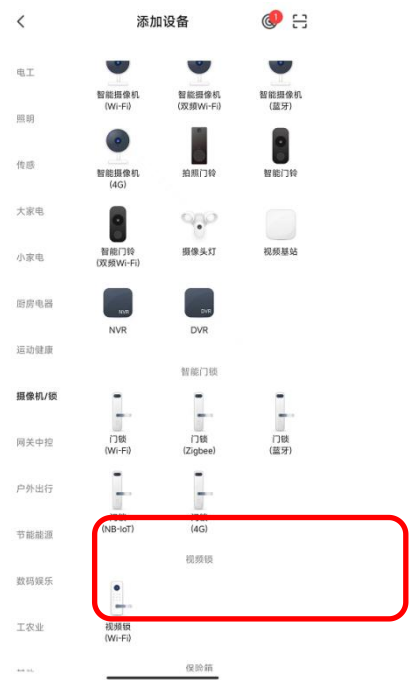 添加设备
1
电工
智能摄像机 智能摄像机 智能摄像机
(Wi-Fi) (双频Wi-Fi) (蓝牙)
照明
传感
智能摄像机 拍照门铃 智能门铃
(4G)
大家电
智能门铃 摄像头灯 视频基站
(双频Wi-Fi)
小家电
厨房电器
NVR DVR
NVR DVR
运动健康
智能门锁
摄像机/锁
门锁 门锁 门锁
(Wi-Fi) (Zigbee) (蓝牙)
网关中控
户外出行
(NB-IoT) (4G)
节能能源
视频锁
数码娱乐
工农业
视频锁
(Wi-Fi)
保险箱